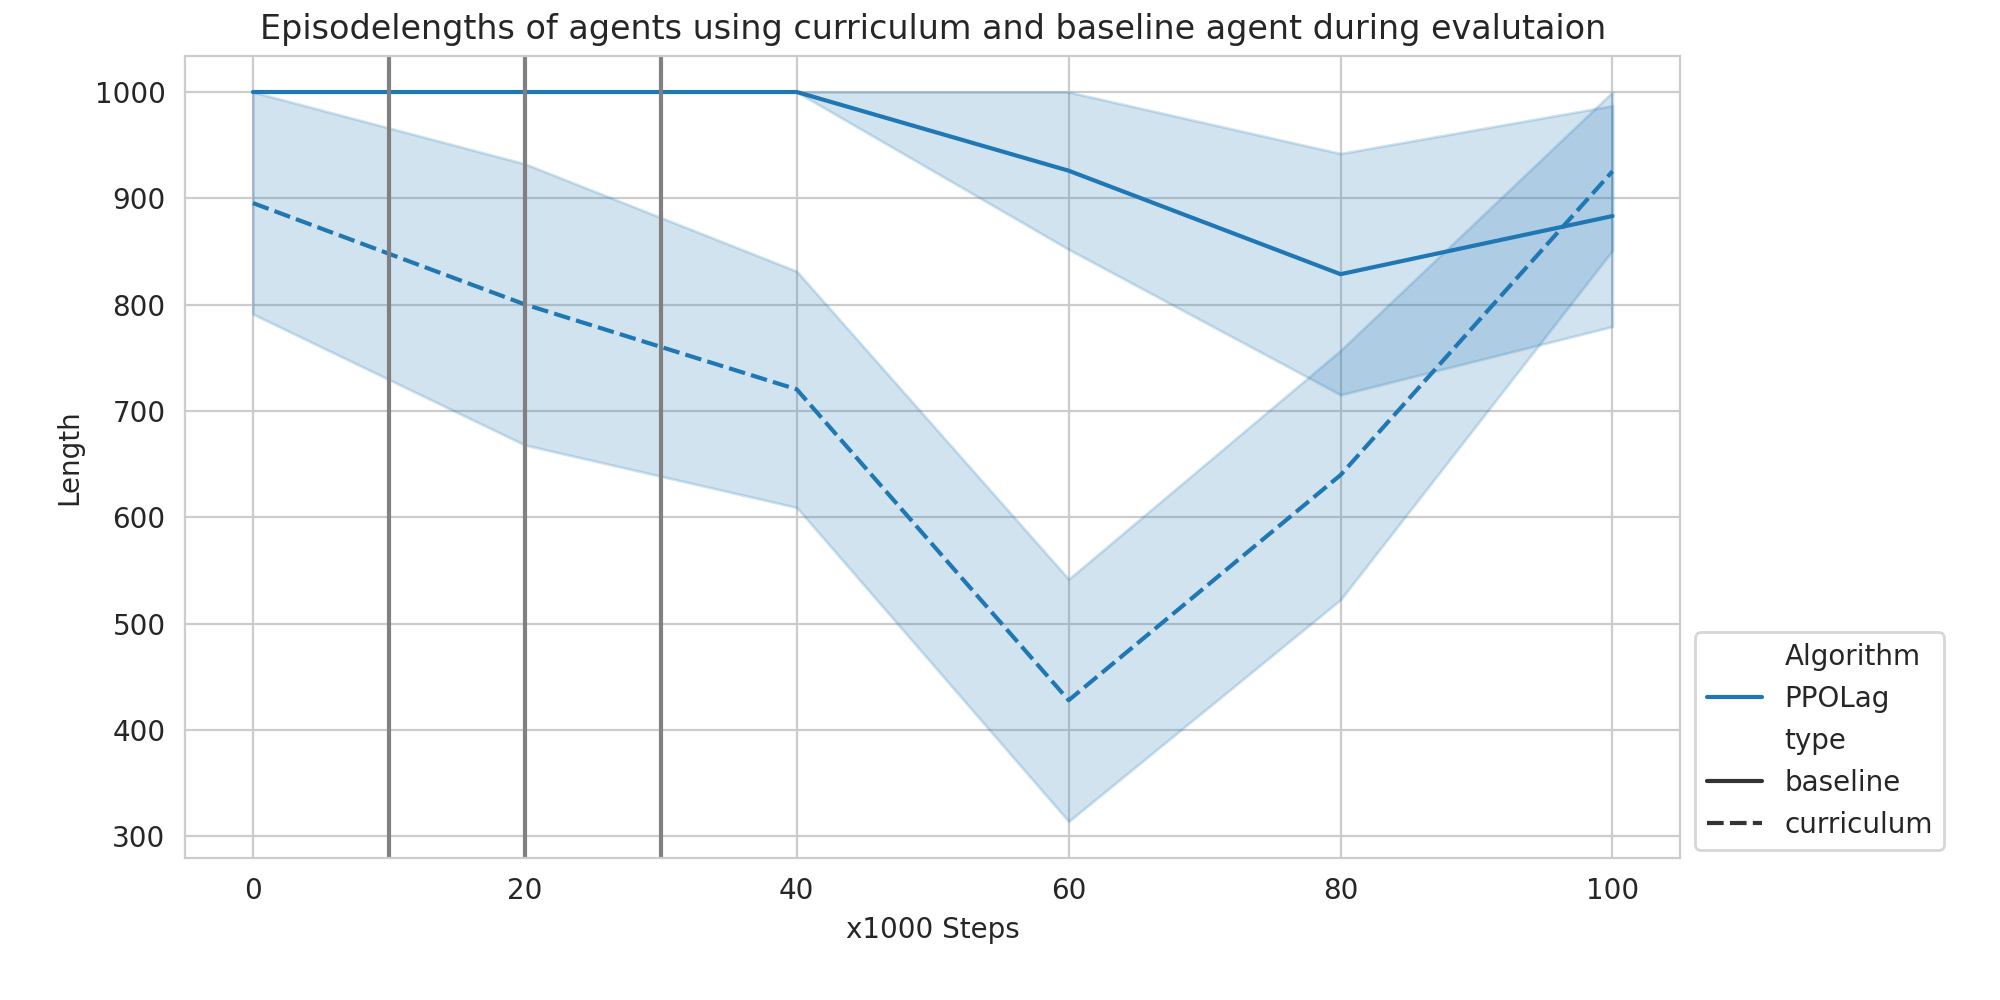 Episodelengths of agents using curriculum and baseline agent during evalutaion
1000
900
800
700
600
500
400
300
Length
0 20 40 60 80 100
x1000 Steps
Algorithm
PPOLag
type
baseline
curriculum